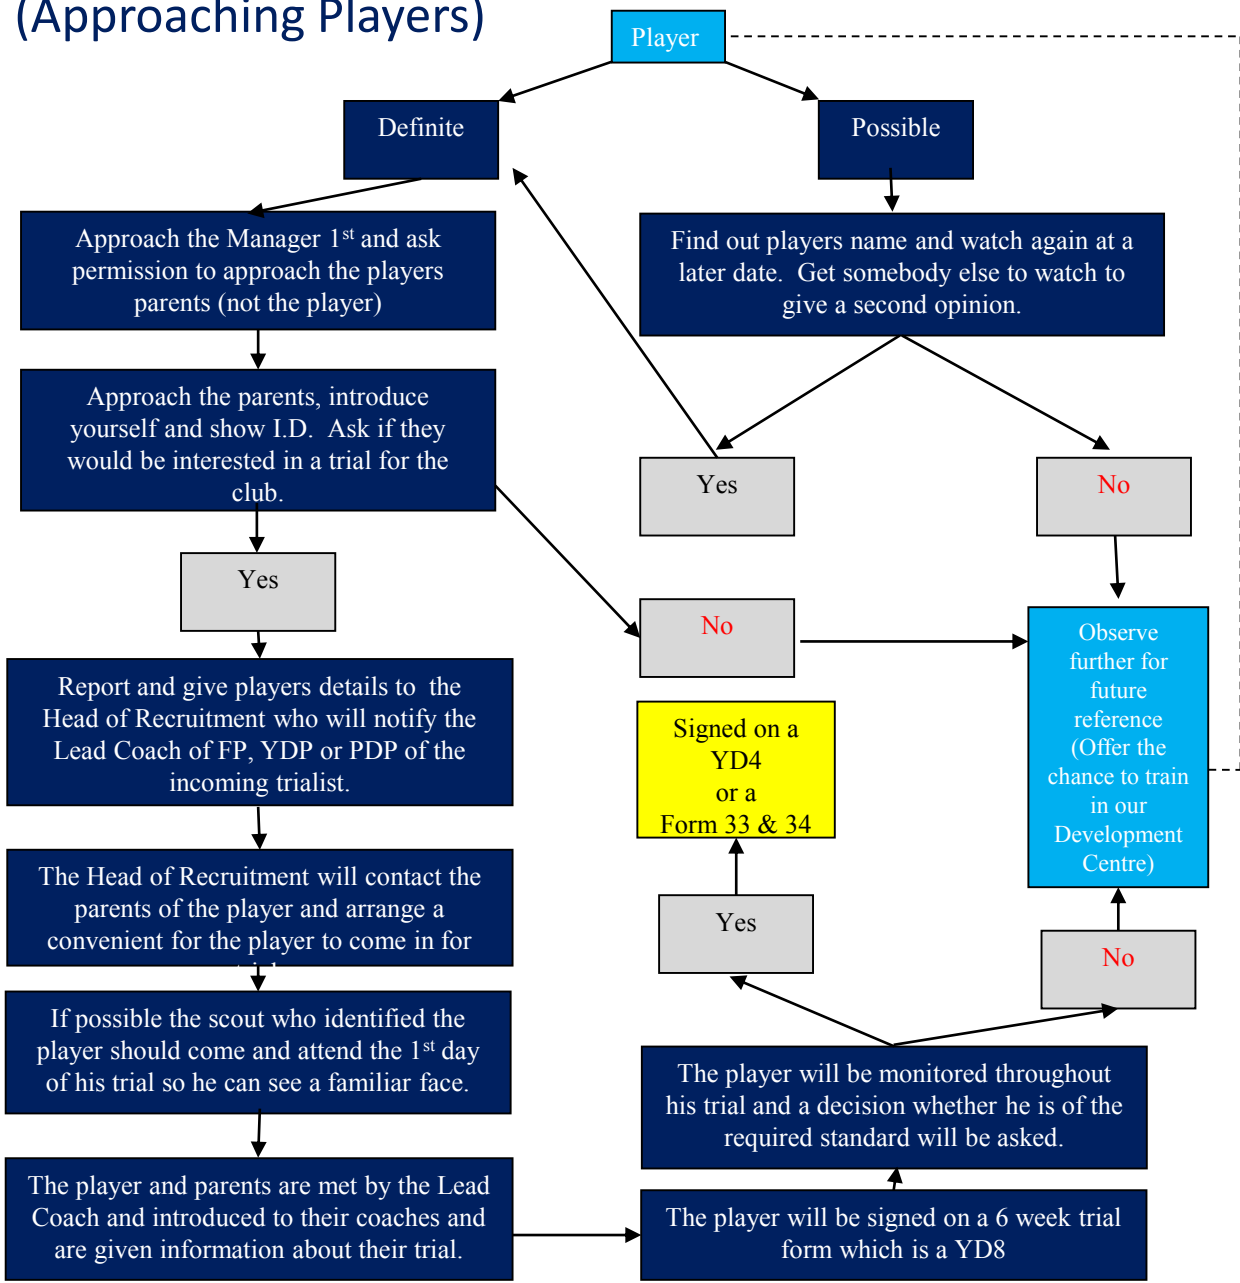 (Approaching Players)
Player
Definite
Possible
Approach the Manager 1st and ask
permission to approach the players
parents (not the player)
Find out players name and watch again at a
later date. Get somebody else to watch to
give a second opinion.
Approach the parents, introduce
yourself and show I.D. Ask if they
would be interested in a trial for the
club.
Yes
No
Yes
No
Observe
further for
future
reference
(Offer the
chance to train
in our
Development
Centre)
Report and give players details to the
Head of Recruitment who will notify the
Lead Coach of FP, YDP or PDP of the
incoming trialist.
Signed on a
YD4
or a
Form 33 & 34
The Head of Recruitment will contact the
parents of the player and arrange a
convenient for the player to come in for
Yes
No
If possible the scout who identified the
player should come and attend the 1st day
of his trial so he can see a familiar face.
The player will be monitored throughout
his trial and a decision whether he is of the
required standard will be asked.
The player and parents are met by the Lead
Coach and introduced to their coaches and
are given information about their trial.
The player will be signed on a 6 week trial
form which is a YD8